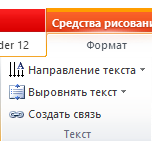 Средства рисован
der 12
Формат
Направление текста
Выровнять текст
Создать связь
Текст